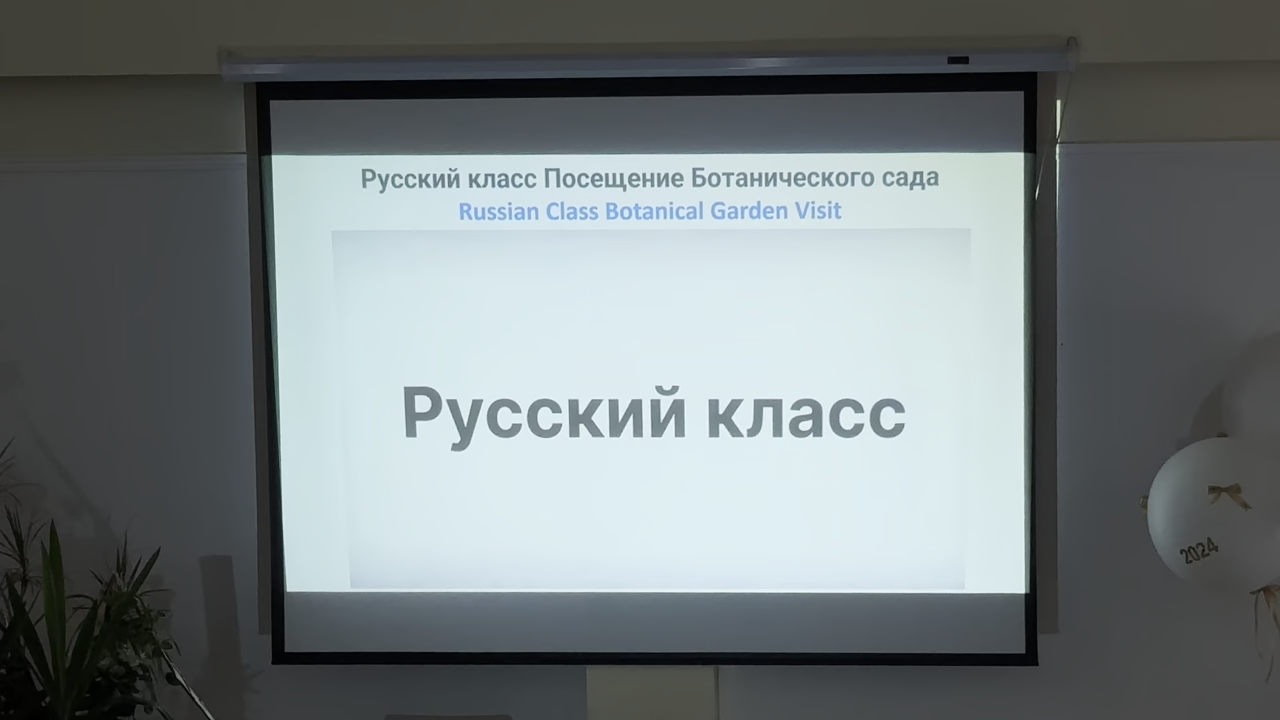 Русский класс Посещение Ботанического сада
Russian Class Botanical Garden Visit
Русский класс
2024